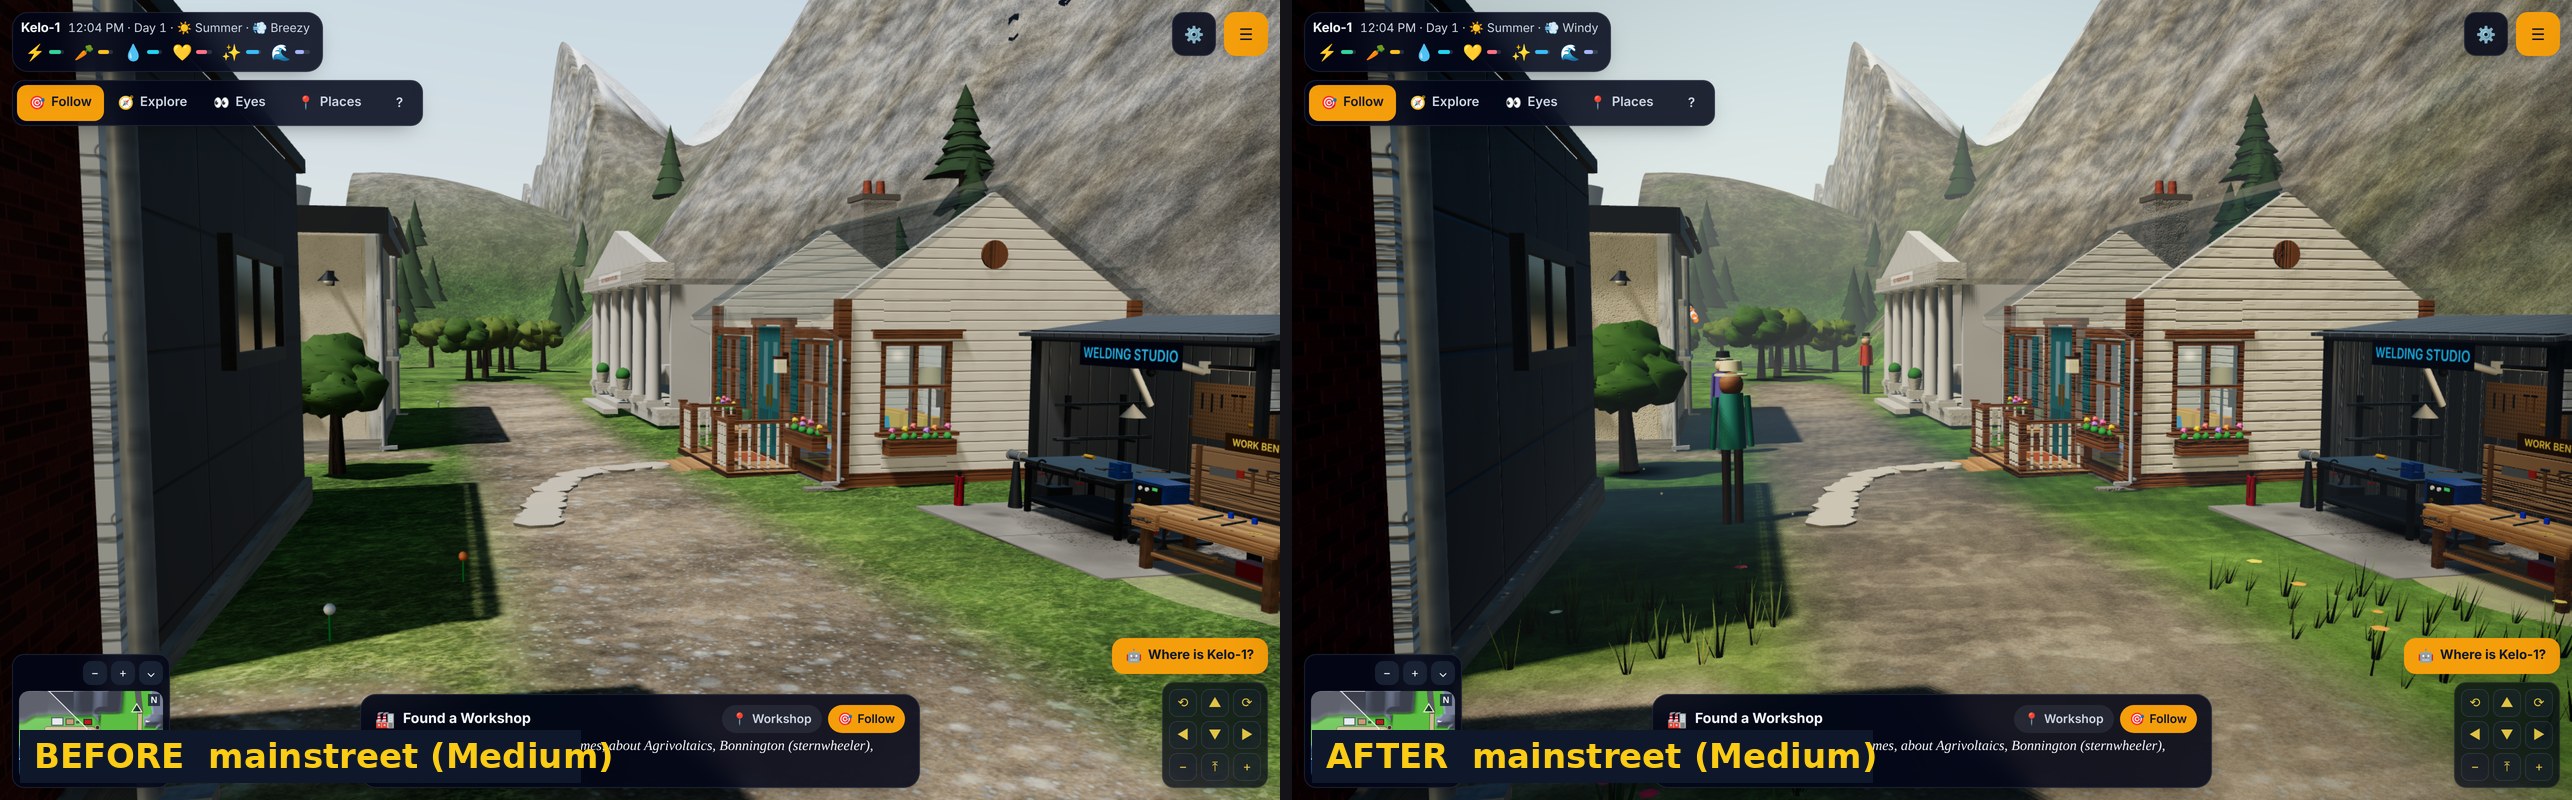 Kelo-1 12:04 PM · Day 1 · Summer · Breezy
Follow Explore Eyes Places ?
WELDING STUDIO
WORK BEN
Where is Kelo-1?
N
Found a Workshop
Workshop Follow
mes, about Agrivoltaics, Bonnington (sternwheeler),
BEFORE mainstreet (Medium)
Kelo-1 12:04 PM · Day 1 · Summer · Windy
Follow Explore Eyes Places ?
WELDING STUDIO
WORK BEN
Where is Kelo-1?
N
Found a Workshop
Workshop Follow
mes, about Agrivoltaics, Bonnington (sternwheeler),
AFTER mainstreet (Medium)